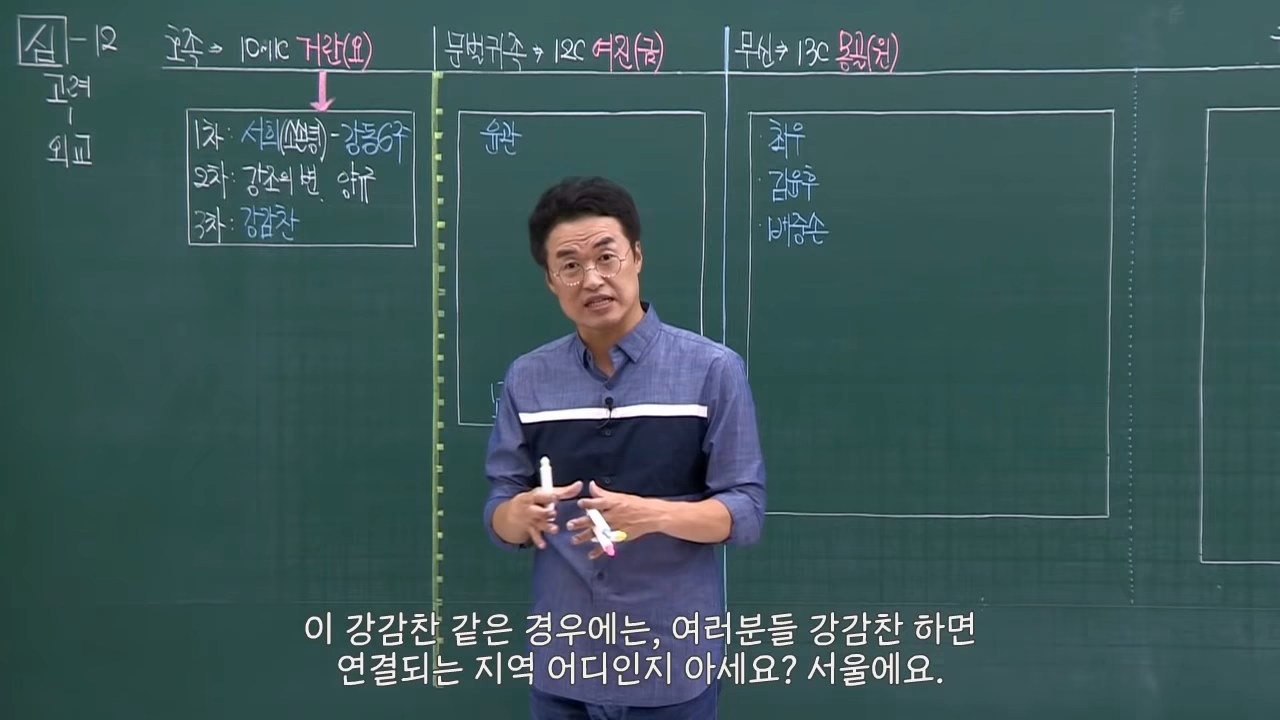 심-12
고려
외교
호족→ 10~11C 거란(요)
1차: 서희(소손녕)-강동6주
2차: 강조의 변, 양규
3차: 강감찬
문벌귀족→ 12C 여진(금)
윤관
무신→ 13C 몽골(원)
·최우
·김윤후
·배중손
이 강감찬 같은 경우에는, 여러분들 강감찬 하면
연결되는 지역 어디인지 아세요? 서울에요.